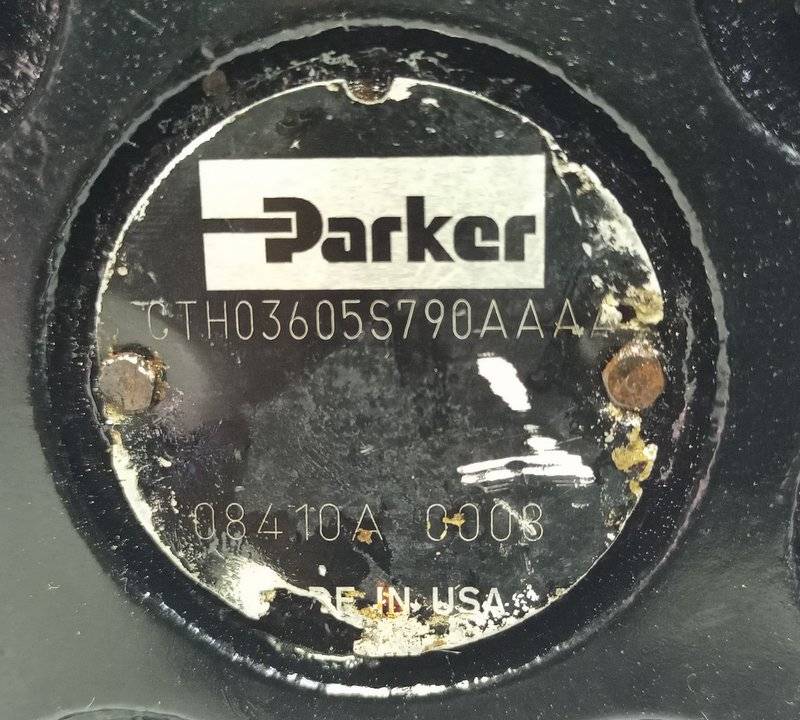 Parker
CTH03605S790AAAA
08410A 0003
IN USA